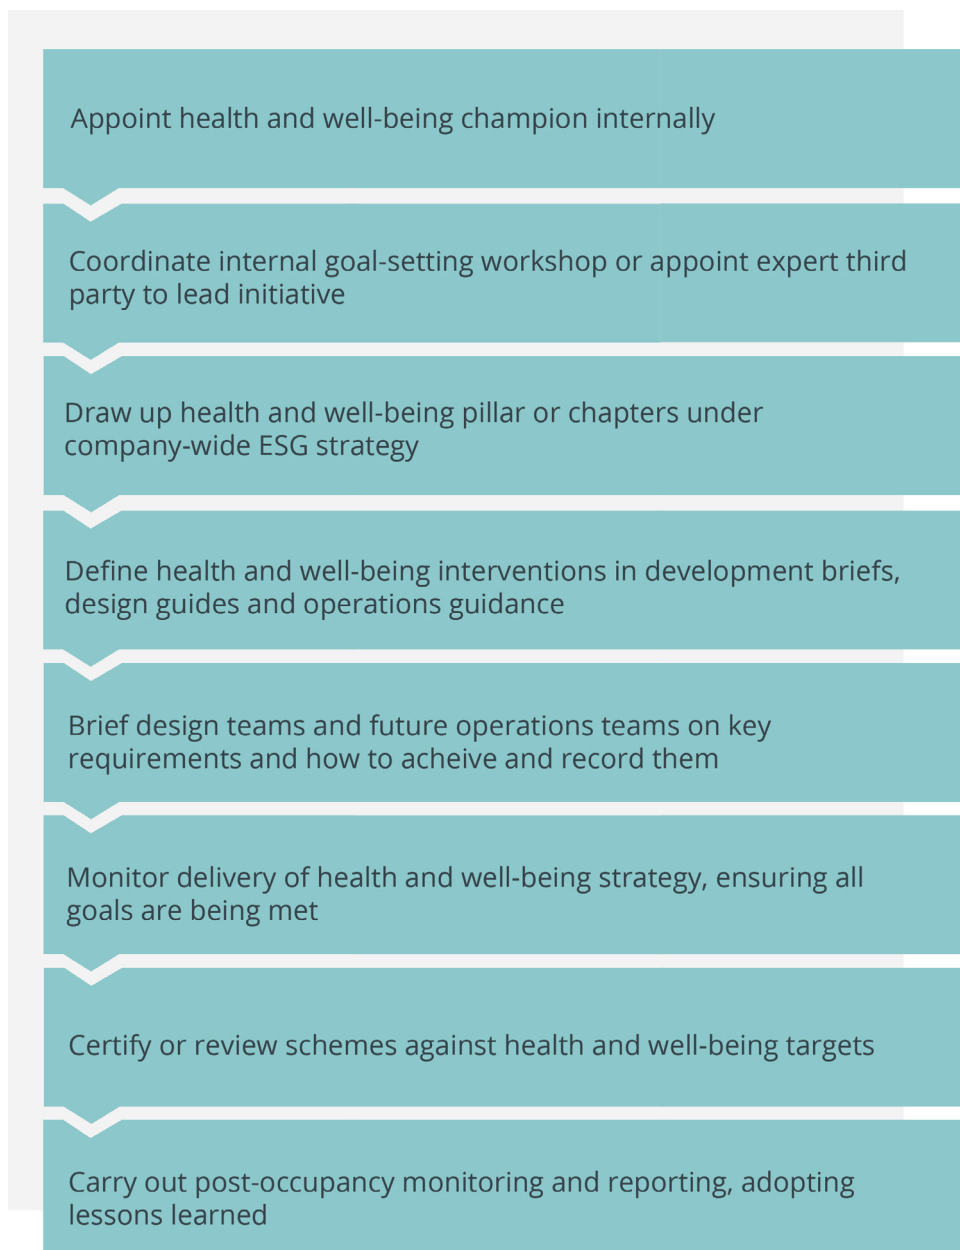 Appoint health and well-being champion internally
Coordinate internal goal-setting workshop or appoint expert third
party to lead initiative
Draw up health and well-being pillar or chapters under
company-wide ESG strategy
Define health and well-being interventions in development briefs,
design guides and operations guidance
Brief design teams and future operations teams on key
requirements and how to acheive and record them
Monitor delivery of health and well-being strategy, ensuring all
goals are being met
Certify or review schemes against health and well-being targets
Carry out post-occupancy monitoring and reporting, adopting
lessons learned